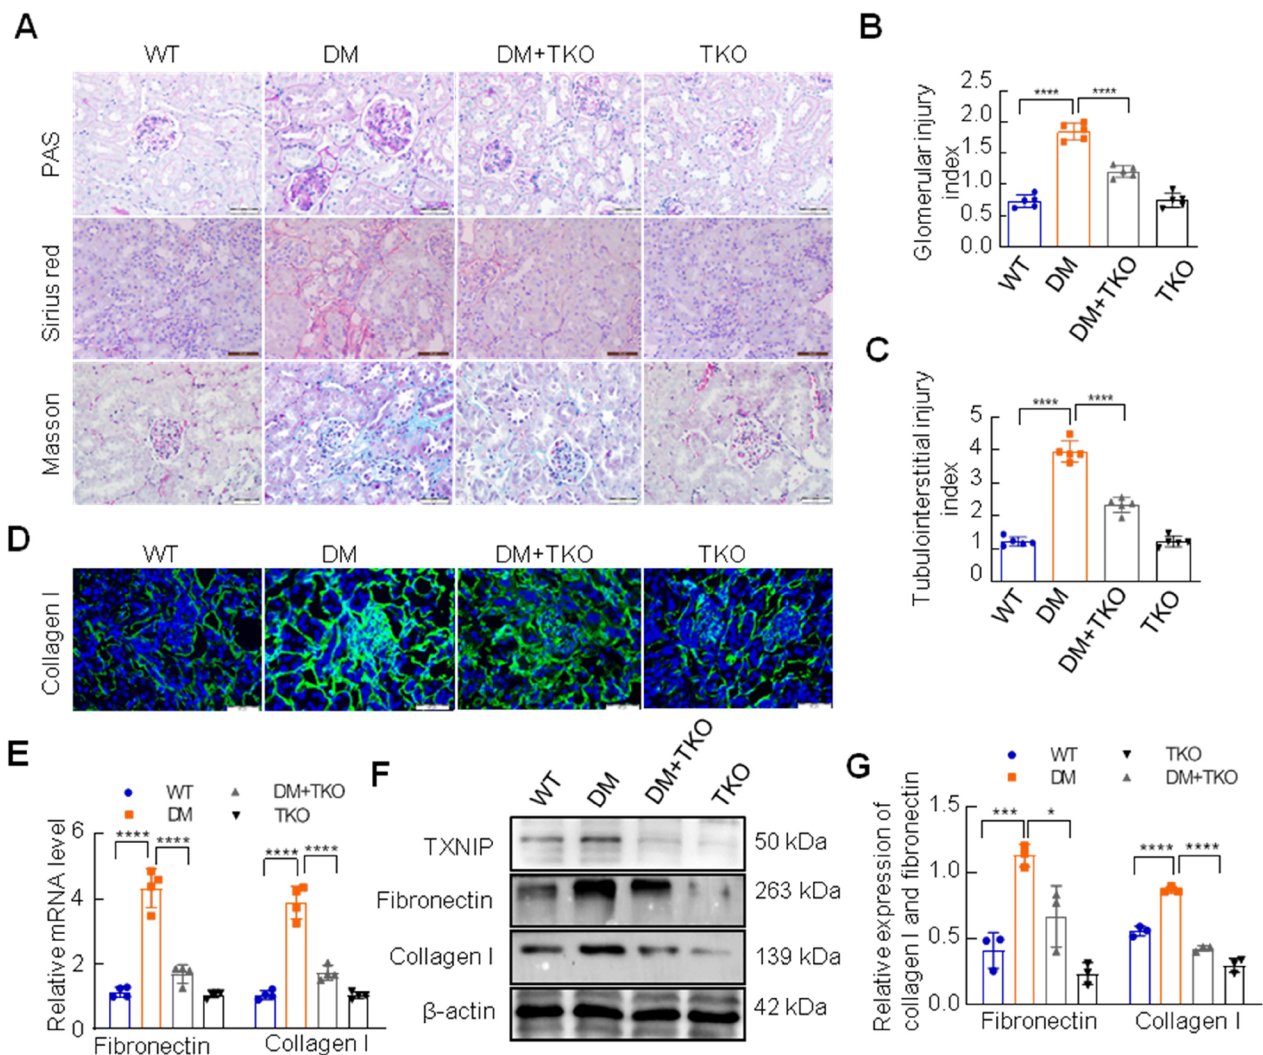 A
WT DM DM+TKO TKO
PAS
Sirius red
Masson
B
Glomerular injury
index
2.5
2.0
1.5
1.0
0.5
0.0
**** ****
WT DM DM+TKO TKO
C
Tubulointerstitial injury
index
5
4
3
2
1
0
**** ****
WT DM DM+TKO TKO
D
WT DM DM+TKO TKO
Collagen I
E
WT DM+TKO
DM TKO
Relative mRNA level
6
4
2
0
**** **** **** ****
Fibronectin Collagen I
F
WT DM DM+TKO TKO
TXNIP 50 kDa
Fibronectin 263 kDa
Collagen I 139 kDa
β-actin 42 kDa
G
WT TKO
DM DM+TKO
Relative expression of
collagen I and fibronectin
1.5
1.0
0.5
0.0
*** * **** ****
Fibronectin Collagen I